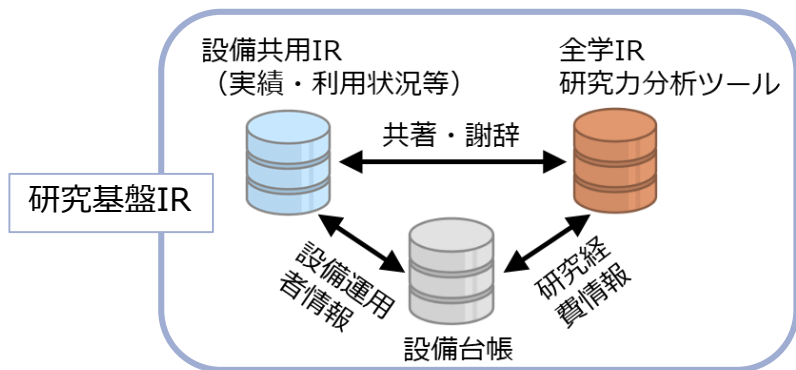 設備共用IR
（実績・利用状況等）
全学IR
研究力分析ツール
共著・謝辞
研究基盤IR
設備運用
者情報
研究経
費情報
設備台帳